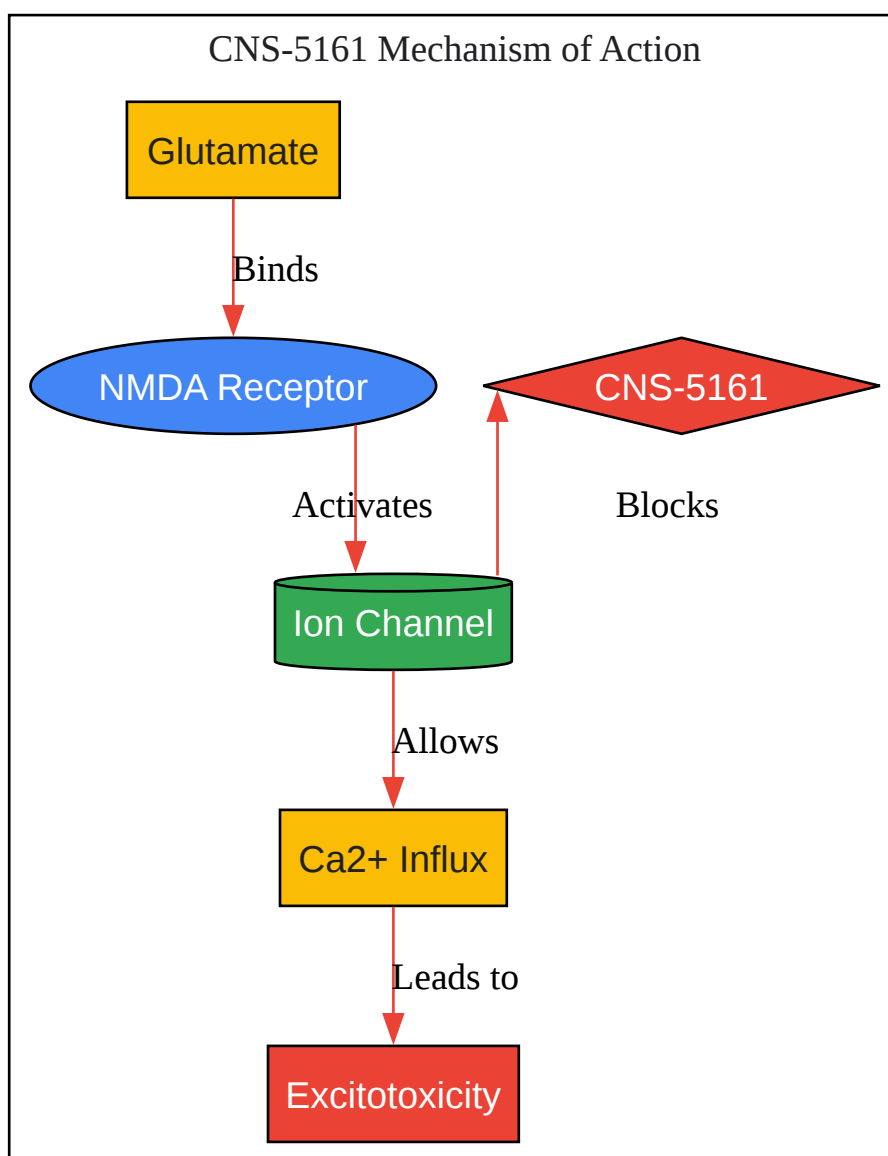 CNS-5161 Mechanism of Action
Glutamate
Binds
NMDA Receptor
CNS-5161
Activates
Blocks
Ion Channel
Allows
Ca2+ Influx
Leads to
Excitotoxicity